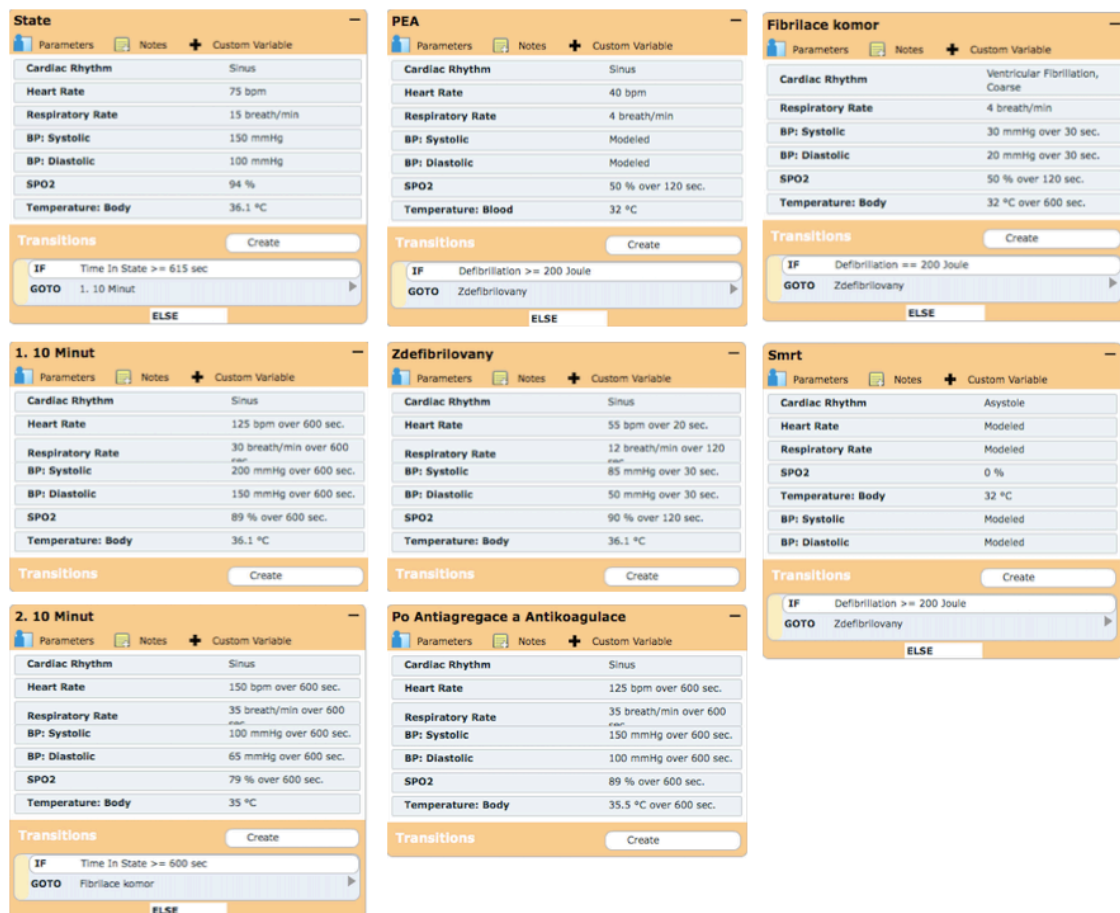 State
Parameters Notes Custom Variable
Cardiac Rhythm Sinus
Heart Rate 75 bpm
Respiratory Rate 15 breath/min
BP: Systolic 150 mmHg
BP: Diastolic 100 mmHg
SPO2 94 %
Temperature: Body 36.1 °C
Transitions Create
IF Time In State >= 615 sec
GOTO 1. 10 Minut
ELSE
PEA
Parameters Notes Custom Variable
Cardiac Rhythm Sinus
Heart Rate 40 bpm
Respiratory Rate 4 breath/min
BP: Systolic Modeled
BP: Diastolic Modeled
SPO2 50 % over 120 sec.
Temperature: Blood 32 °C
Transitions Create
IF Defibrillation >= 200 Joule
GOTO Zdefibrilovany
ELSE
Fibrilace komor
Parameters Notes Custom Variable
Cardiac Rhythm Ventricular Fibrillation,
Coarse
Respiratory Rate 4 breath/min
BP: Systolic 30 mmHg over 30 sec.
BP: Diastolic 20 mmHg over 30 sec.
SPO2 50 % over 120 sec.
Temperature: Body 32 °C over 600 sec.
Transitions Create
IF Defibrillation == 200 Joule
GOTO Zdefibrilovany
ELSE
1. 10 Minut
Parameters Notes Custom Variable
Cardiac Rhythm Sinus
Heart Rate 125 bpm over 600 sec.
Respiratory Rate 30 breath/min over 600
sec.
BP: Systolic 200 mmHg over 600 sec.
BP: Diastolic 150 mmHg over 600 sec.
SPO2 89 % over 600 sec.
Temperature: Body 36.1 °C
Transitions Create
Zdefibrilovany
Parameters Notes Custom Variable
Cardiac Rhythm Sinus
Heart Rate 55 bpm over 20 sec.
Respiratory Rate 12 breath/min over 120
sec.
BP: Systolic 85 mmHg over 30 sec.
BP: Diastolic 50 mmHg over 30 sec.
SPO2 90 % over 120 sec.
Temperature: Body 36.1 °C
Transitions Create
Smrt
Parameters Notes Custom Variable
Cardiac Rhythm Asystole
Heart Rate Modeled
Respiratory Rate Modeled
SPO2 0 %
Temperature: Body 32 °C
BP: Systolic Modeled
BP: Diastolic Modeled
Transitions Create
IF Defibrillation >= 200 Joule
GOTO Zdefibrilovany
ELSE
2. 10 Minut
Parameters Notes Custom Variable
Cardiac Rhythm Sinus
Heart Rate 150 bpm over 600 sec.
Respiratory Rate 35 breath/min over 600
sec.
BP: Systolic 100 mmHg over 600 sec.
BP: Diastolic 65 mmHg over 600 sec.
SPO2 79 % over 600 sec.
Temperature: Body 35 °C
Transitions Create
IF Time In State >= 600 sec
GOTO Fibrilace komor
ELSE
Po Antiagregace a Antikoagulace
Parameters Notes Custom Variable
Cardiac Rhythm Sinus
Heart Rate 125 bpm over 600 sec.
Respiratory Rate 35 breath/min over 600
sec.
BP: Systolic 150 mmHg over 600 sec.
BP: Diastolic 100 mmHg over 600 sec.
SPO2 89 % over 600 sec.
Temperature: Body 35.5 °C over 600 sec.
Transitions Create